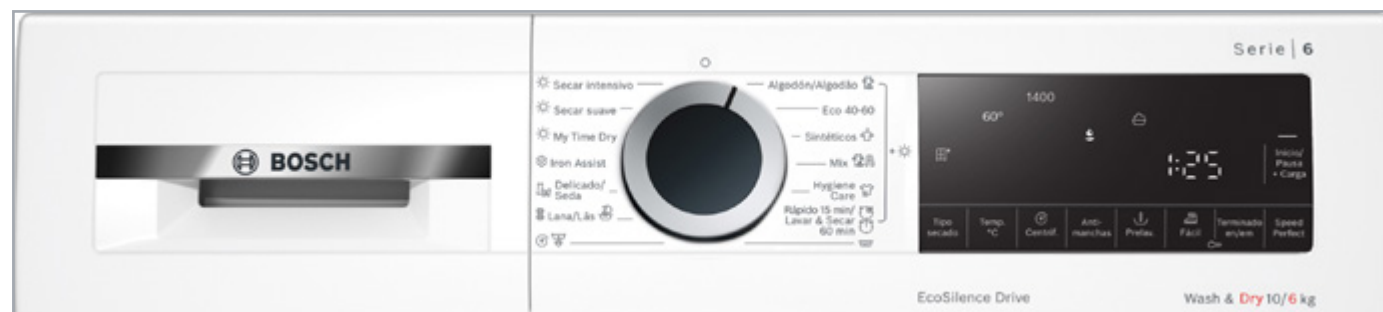 Serie | 6
BOSCH
Secar intensivo
Secar suave
My Time Dry
Iron Assist
Delicado/
Seda
Lana/Lãs
Algodón/Algodão
Eco 40-60
Sintéticos
Mix
Hygiene
Care
Rápido 15 min/
Lavar & Secar
60 min
1400
60°
1:25
Inicio/
Pausa
+ Carga
Tipo
secado
Temp.
°C
Centrif.
Anti-
manchas
Prelav.
Fácil
Terminado
en/em
Speed
Perfect
EcoSilence Drive
Wash & Dry 10/6 kg